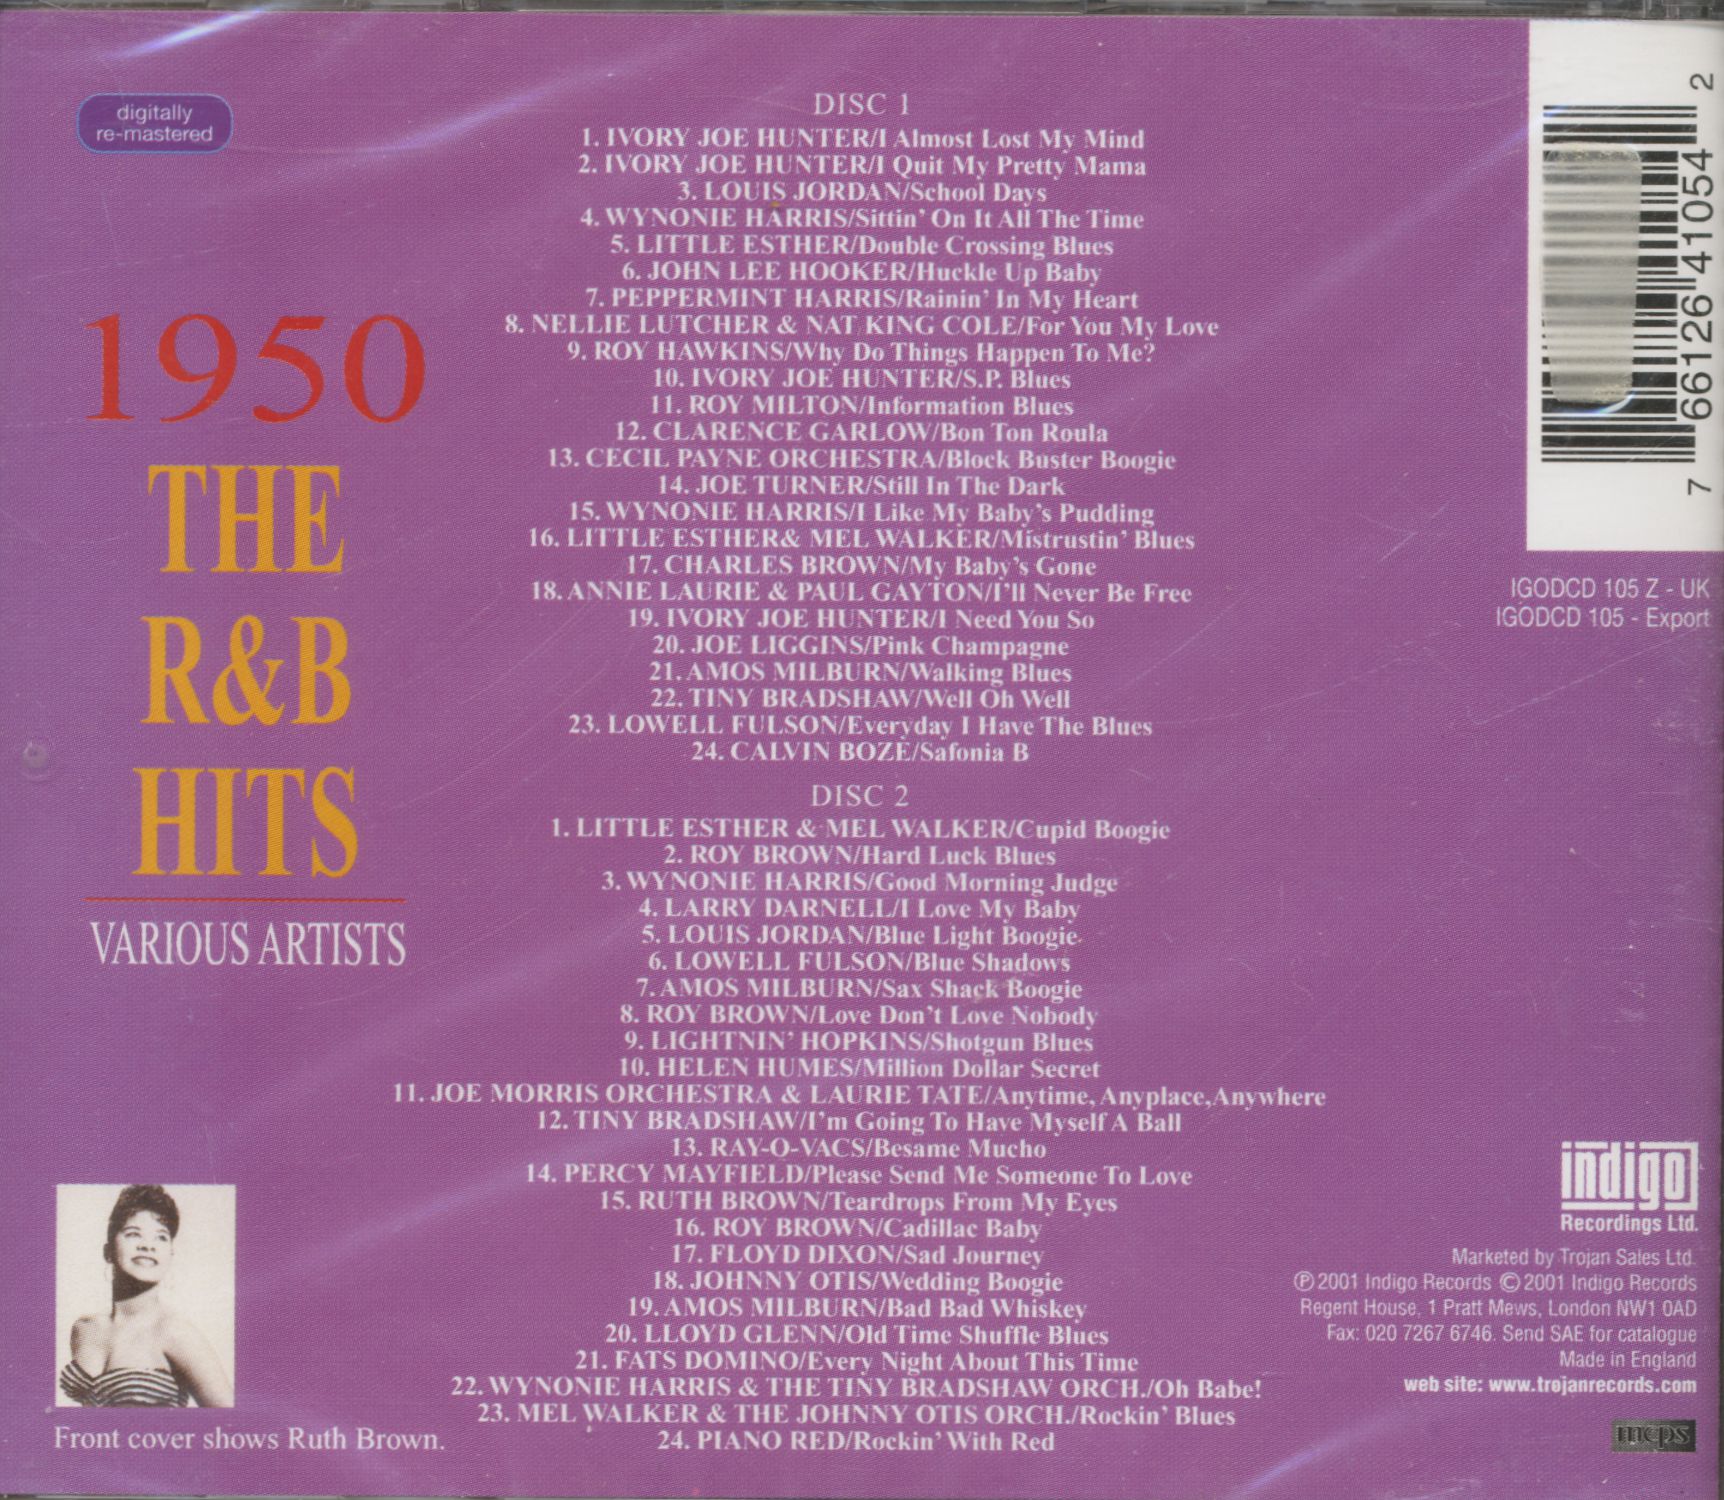 digitally
re-mastered
1950
THE
R&B
HITS
VARIOUS ARTISTS
DISC 1
1. IVORY JOE HUNTER/I Almost Lost My Mind
2. IVORY JOE HUNTER/I Quit My Pretty Mama
3. LOUIS JORDAN/School Days
4. WYNONIE HARRIS/Sittin' On It All The Time
5. LITTLE ESTHER/Double Crossing Blues
6. JOHN LEE HOOKER/Huckle Up Baby
7. PEPPERMINT HARRIS/Rainin' In My Heart
8. NELLIE LUTCHER & NAT KING COLE/For You My Love
9. ROY HAWKINS/Why Do Things Happen To Me?
10. IVORY JOE HUNTER/S.P. Blues
11. ROY MILTON/Information Blues
12. CLARENCE GARLOW/Bon Ton Roula
13. CECIL PAYNE ORCHESTRA/Block Buster Boogie
14. JOE TURNER/Still In The Dark
15. WYNONIE HARRIS/I Like My Baby's Pudding
16. LITTLE ESTHER& MEL WALKER/Mistrustin' Blues
17. CHARLES BROWN/My Baby's Gone
18. ANNIE LAURIE & PAUL GAYTON/I'll Never Be Free
19. IVORY JOE HUNTER/I Need You So
20. JOE LIGGINS/Pink Champagne
21. AMOS MILBURN/Walking Blues
22. TINY BRADSHAW/Well Oh Well
23. LOWELL FULSON/Everyday I Have The Blues
24. CALVIN BOZE/Safonia B
DISC 2
1. LITTLE ESTHER & MEL WALKER/Cupid Boogie
2. ROY BROWN/Hard Luck Blues
3. WYNONIE HARRIS/Good Morning Judge
4. LARRY DARNELL/I Love My Baby
5. LOUIS JORDAN/Blue Light Boogie
6. LOWELL FULSON/Blue Shadows
7. AMOS MILBURN/Sax Shack Boogie
8. ROY BROWN/Love Don't Love Nobody
9. LIGHTNIN' HOPKINS/Shotgun Blues
10. HELEN HUMES/Million Dollar Secret
11. JOE MORRIS ORCHESTRA & LAURIE TATE/Anytime, Anyplace,Anywhere
12. TINY BRADSHAW/I'm Going To Have Myself A Ball
13. RAY-O-VACS/Besame Mucho
14. PERCY MAYFIELD/Please Send Me Someone To Love
15. RUTH BROWN/Teardrops From My Eyes
16. ROY BROWN/Cadillac Baby
17. FLOYD DIXON/Sad Journey
18. JOHNNY OTIS/Wedding Boogie
19. AMOS MILBURN/Bad Bad Whiskey
20. LLOYD GLENN/Old Time Shuffle Blues
21. FATS DOMINO/Every Night About This Time
22. WYNONIE HARRIS & THE TINY BRADSHAW ORCH./Oh Babe!
23. MEL WALKER & THE JOHNNY OTIS ORCH./Rockin' Blues
24. PIANO RED/Rockin' With Red
Front cover shows Ruth Brown.
7 66126 41054 2
IGODCD 105 Z - UK
IGODCD 105 - Export
indigo
Recordings Ltd.
Marketed by Trojan Sales Ltd.
℗ 2001 Indigo Records © 2001 Indigo Records
Regent House, 1 Pratt Mews, London NW1 0AD
Fax: 020 7267 6746. Send SAE for catalogue
Made in England
web site: www.trojanrecords.com
mcps